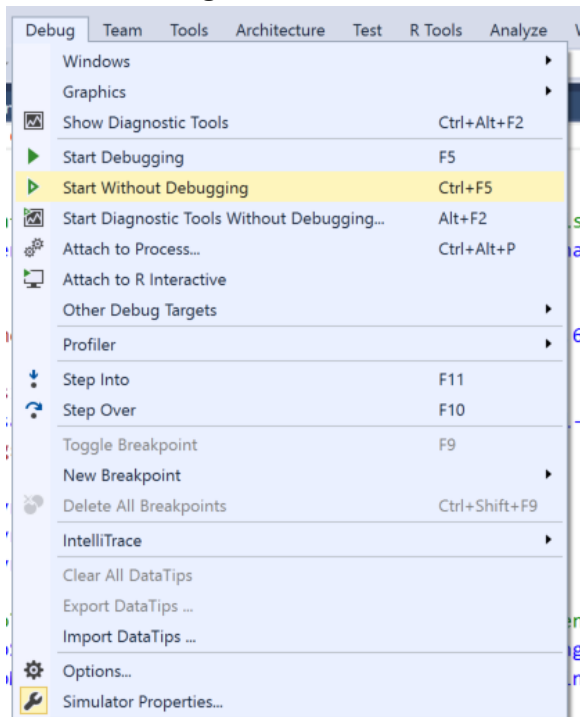 Debug Team Tools Architecture Test R Tools Analyze
Windows
Graphics
Show Diagnostic Tools Ctrl+Alt+F2
Start Debugging F5
Start Without Debugging Ctrl+F5
Start Diagnostic Tools Without Debugging... Alt+F2
Attach to Process... Ctrl+Alt+P
Attach to R Interactive
Other Debug Targets
Profiler
Step Into F11
Step Over F10
Toggle Breakpoint F9
New Breakpoint
Delete All Breakpoints Ctrl+Shift+F9
IntelliTrace
Clear All DataTips
Export DataTips ...
Import DataTips ...
Options...
Simulator Properties...